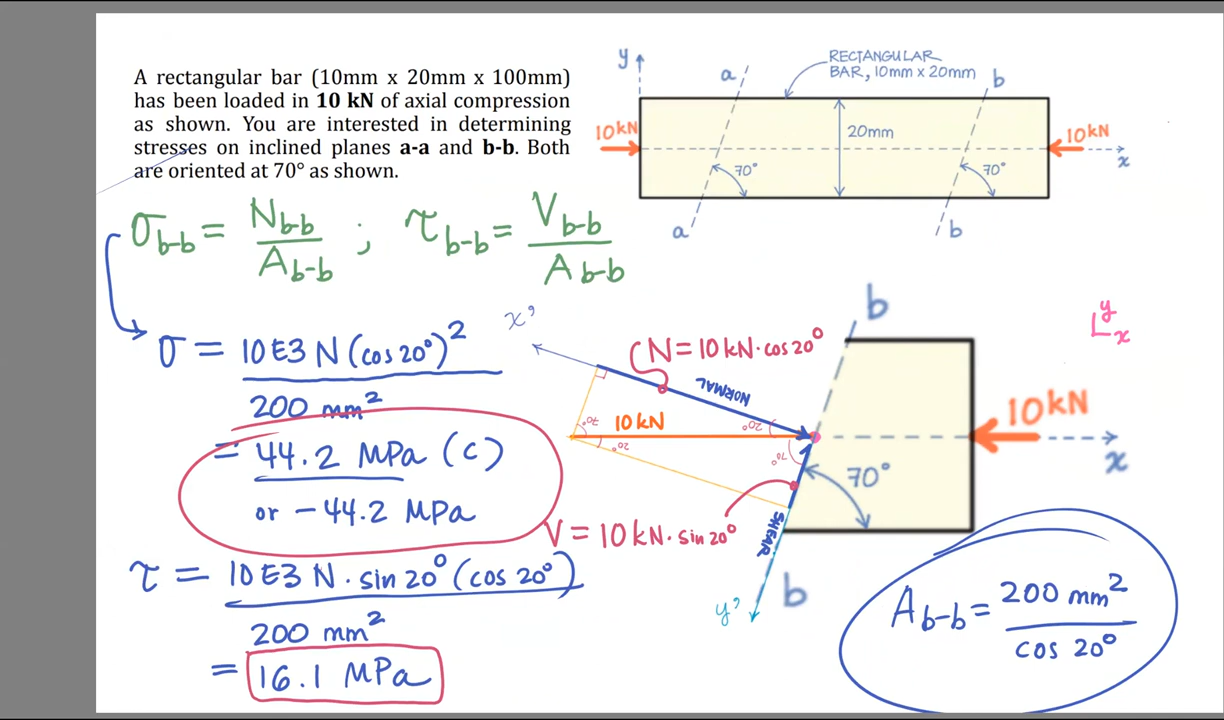 A rectangular bar (10mm x 20mm x 100mm)
has been loaded in 10 kN of axial compression
as shown. You are interested in determining
stresses on inclined planes a-a and b-b. Both
are oriented at 70° as shown.
y
a
RECTANGULAR
BAR, 10mm x 20mm
b
10kN
20mm
10kN
x
70°
70°
a
b
σb-b = Nb-b / Ab-b ; τb-b = Vb-b / Ab-b
σ = 10E3 N (cos 20°)²
200 mm²
= 44.2 MPa (C)
or -44.2 MPa
τ = 10E3 N · sin 20° (cos 20°)
200 mm²
= 16.1 MPa
x'
N = 10 kN · cos 20°
NORMAL
10 kN
70°
20°
20°
70°
V = 10 kN · sin 20°
SHEAR
y'
b
70°
b
10kN
x
y
x
Ab-b = 200 mm²
cos 20°